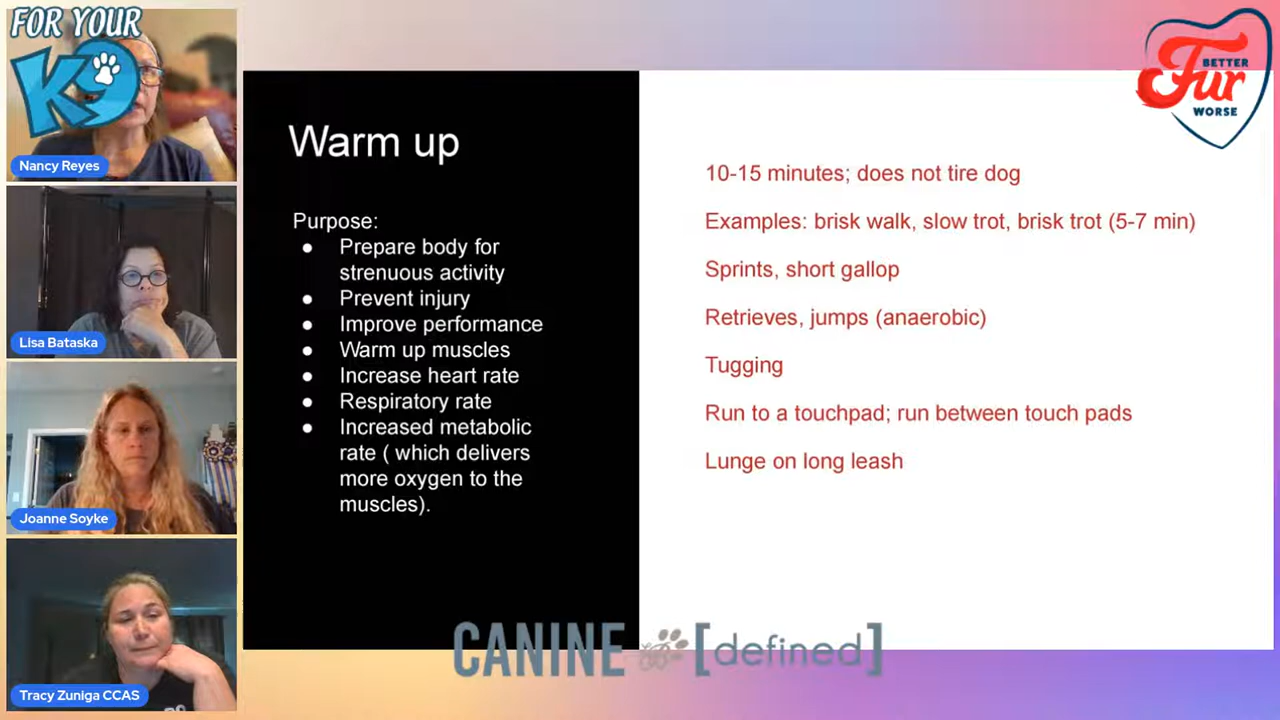 FOR YOUR
K9
Nancy Reyes
Lisa Bataska
Joanne Soyke
Tracy Zuniga CCAS
Warm up
Purpose:
● Prepare body for
strenuous activity
● Prevent injury
● Improve performance
● Warm up muscles
● Increase heart rate
● Respiratory rate
● Increased metabolic
rate ( which delivers
more oxygen to the
muscles).
10-15 minutes; does not tire dog
Examples: brisk walk, slow trot, brisk trot (5-7 min)
Sprints, short gallop
Retrieves, jumps (anaerobic)
Tugging
Run to a touchpad; run between touch pads
Lunge on long leash
BETTER
Fur
WORSE
CANINE [defined]